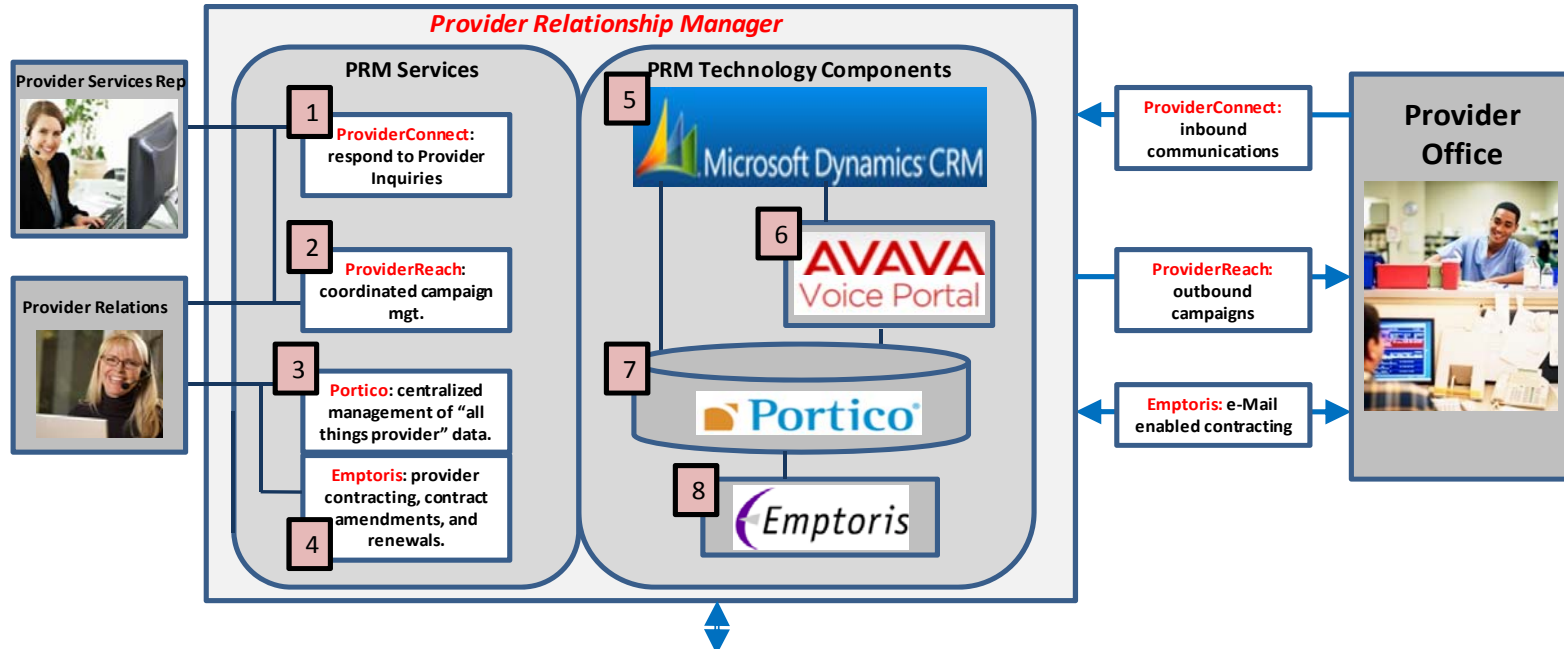 Provider Relationship Manager
Provider Services Rep
Provider Relations
PRM Services
1
ProviderConnect:
respond to Provider
Inquiries
2
ProviderReach:
coordinated campaign
mgt.
3
Portico: centralized
management of “all
things provider” data.
Emptoris: provider
contracting, contract
amendments, and
renewals.
4
PRM Technology Components
5
Microsoft Dynamics CRM
6
AVAVA
Voice Portal
7
Portico®
8
Emptoris
ProviderConnect:
inbound
communications
ProviderReach:
outbound
campaigns
Emptoris: e-Mail
enabled contracting
Provider
Office